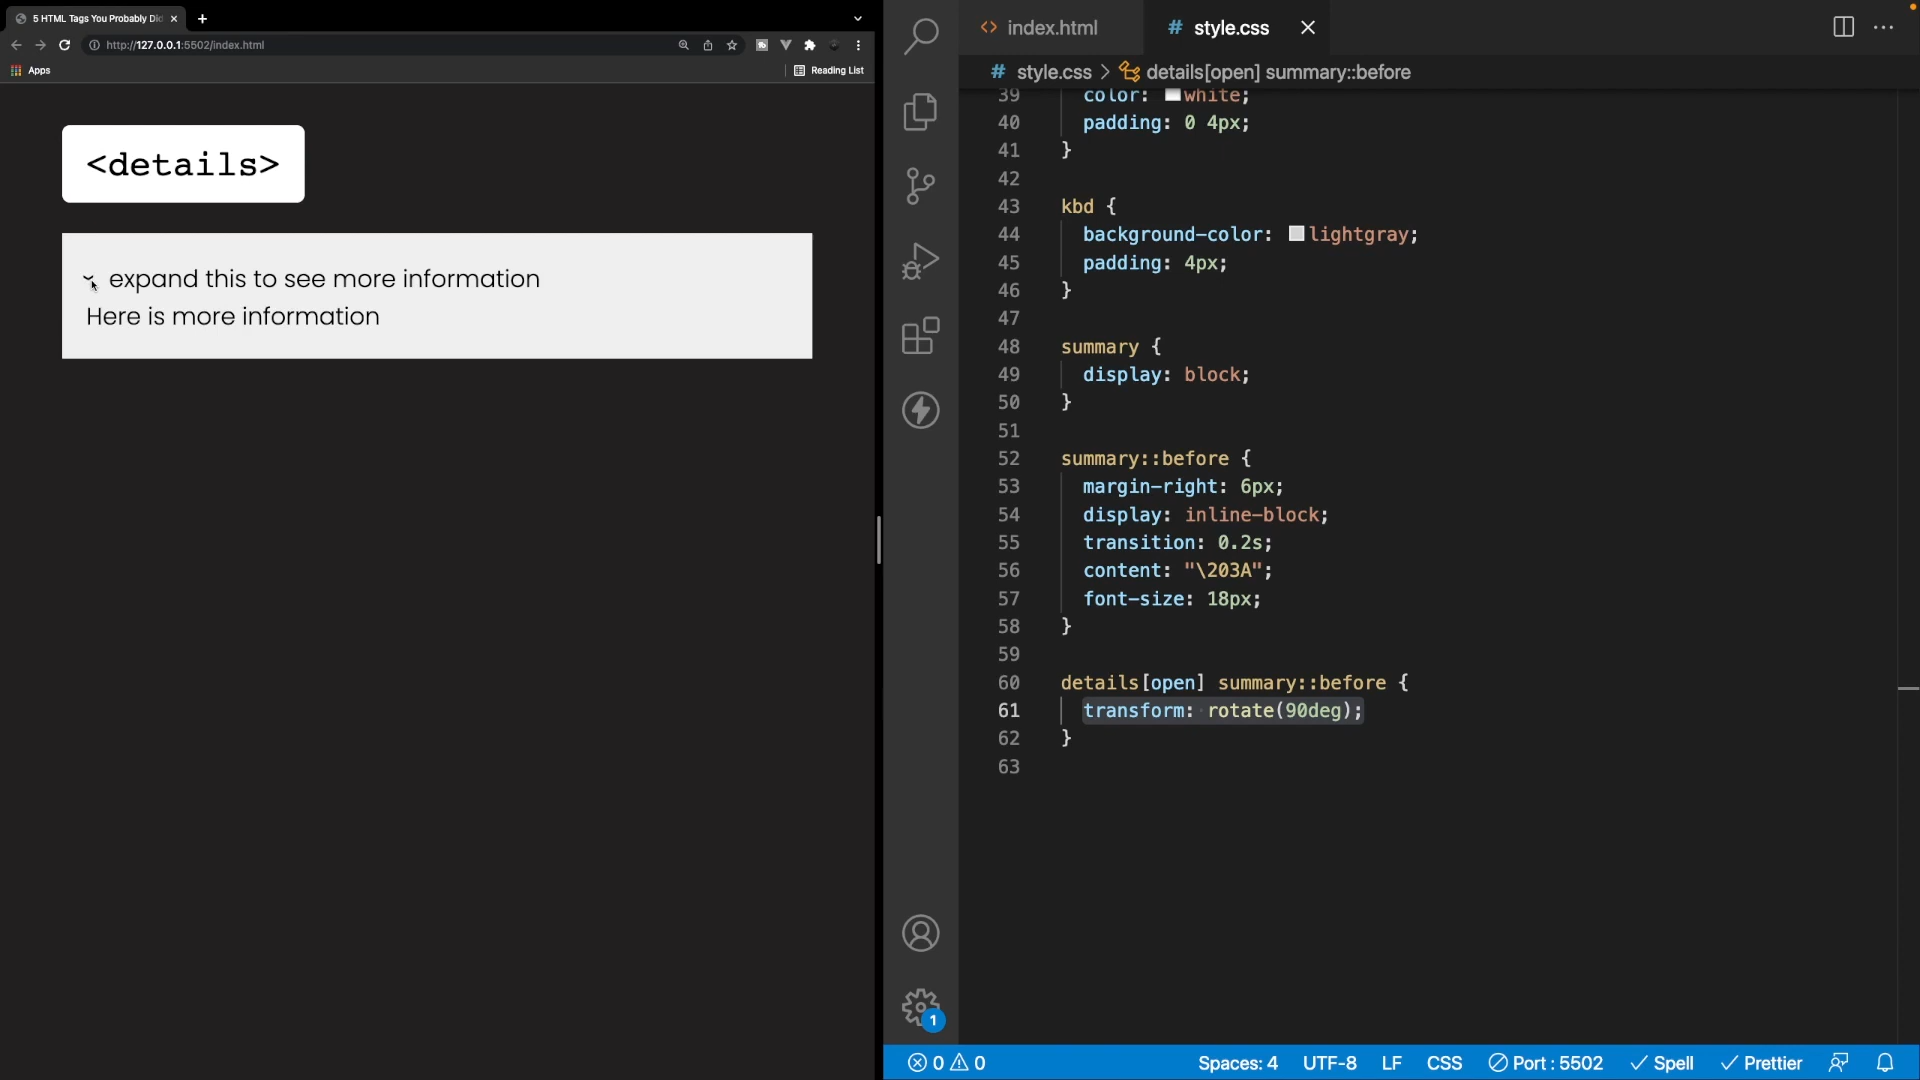 5 HTML Tags You Probably Di
http://127.0.0.1:5502/index.html
Apps
Reading List
<details>
expand this to see more information
Here is more information
index.html
# style.css
# style.css > details[open] summary::before
39 color: white;
40 padding: 0 4px;
41 }
42
43 kbd {
44 background-color: lightgray;
45 padding: 4px;
46 }
47
48 summary {
49 display: block;
50 }
51
52 summary::before {
53 margin-right: 6px;
54 display: inline-block;
55 transition: 0.2s;
56 content: "\203A";
57 font-size: 18px;
58 }
59
60 details[open] summary::before {
61 transform: rotate(90deg);
62 }
63
1
0 0 Spaces: 4 UTF-8 LF CSS Port : 5502 Spell Prettier